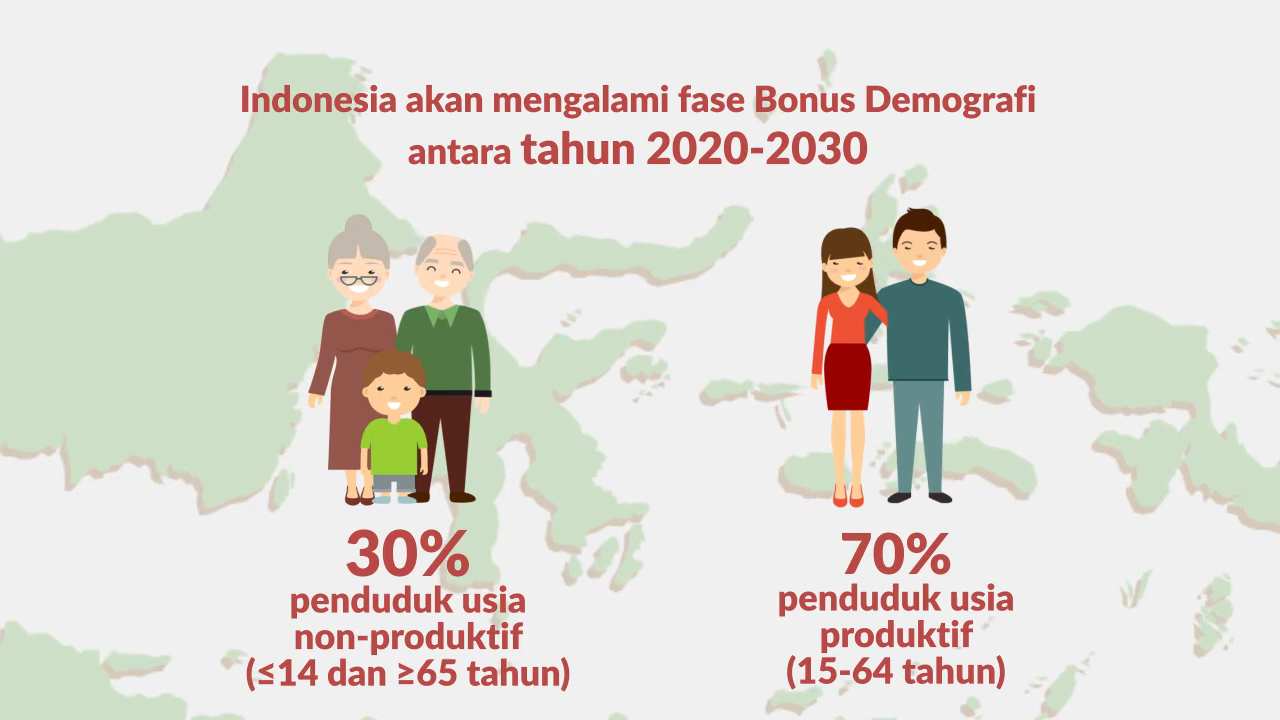 Indonesia akan mengalami fase Bonus Demografi
antara tahun 2020-2030
30%
penduduk usia
non-produktif
(≤14 dan ≥65 tahun)
70%
penduduk usia
produktif
(15-64 tahun)